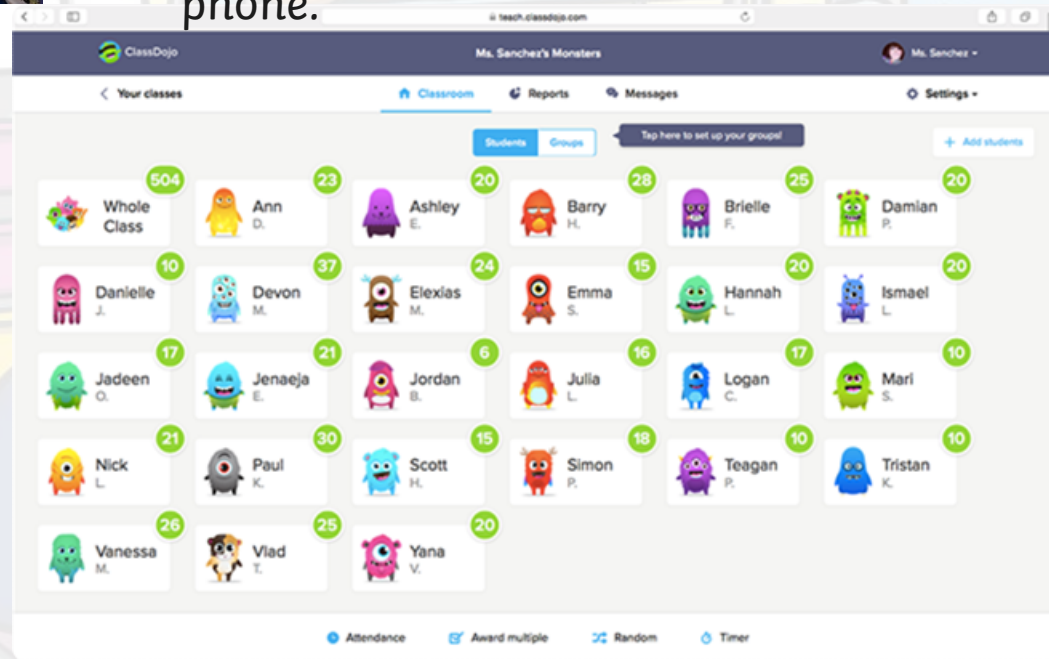 phone.
teach.classdojo.com
ClassDojo
Ms. Sanchez's Monsters
Ms. Sanchez
Your classes
Classroom
Reports
Messages
Settings
Students
Groups
Tap here to set up your groups!
+ Add students
504
23
20
28
25
20
Whole Class
Ann D.
Ashley E.
Barry H.
Brielle F.
Damian P.
10
37
24
15
20
20
Danielle J.
Devon M.
Elexias M.
Emma S.
Hannah L.
Ismael L.
17
21
6
16
17
10
Jadeen O.
Jenaeja E.
Jordan B.
Julia L.
Logan C.
Mari S.
21
30
15
18
10
10
Nick L.
Paul K.
Scott H.
Simon P.
Teagan P.
Tristan K.
26
25
20
Vanessa M.
Vlad T.
Yana V.
Attendance
Award multiple
Random
Timer